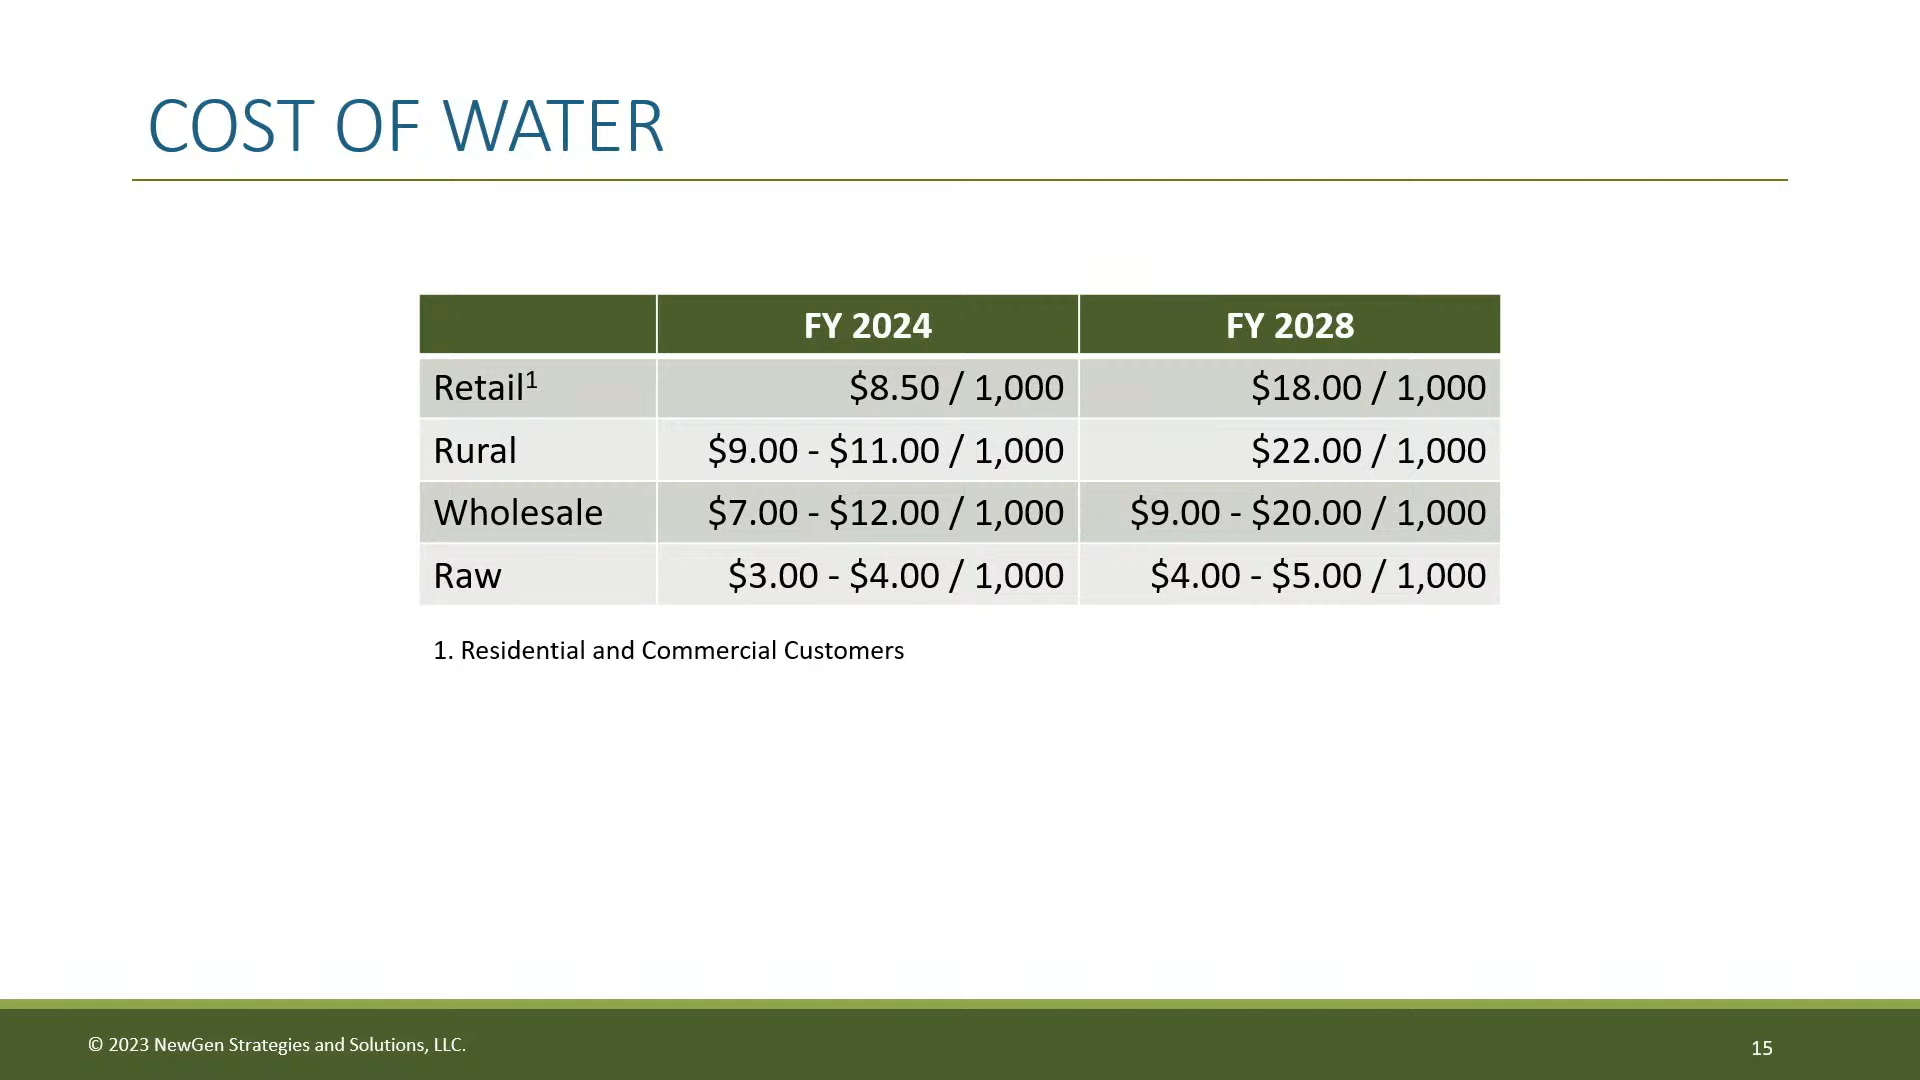 COST OF WATER
FY 2024 FY 2028
Retail¹ $8.50 / 1,000 $18.00 / 1,000
Rural $9.00 - $11.00 / 1,000 $22.00 / 1,000
Wholesale $7.00 - $12.00 / 1,000 $9.00 - $20.00 / 1,000
Raw $3.00 - $4.00 / 1,000 $4.00 - $5.00 / 1,000
1. Residential and Commercial Customers
© 2023 NewGen Strategies and Solutions, LLC.
15